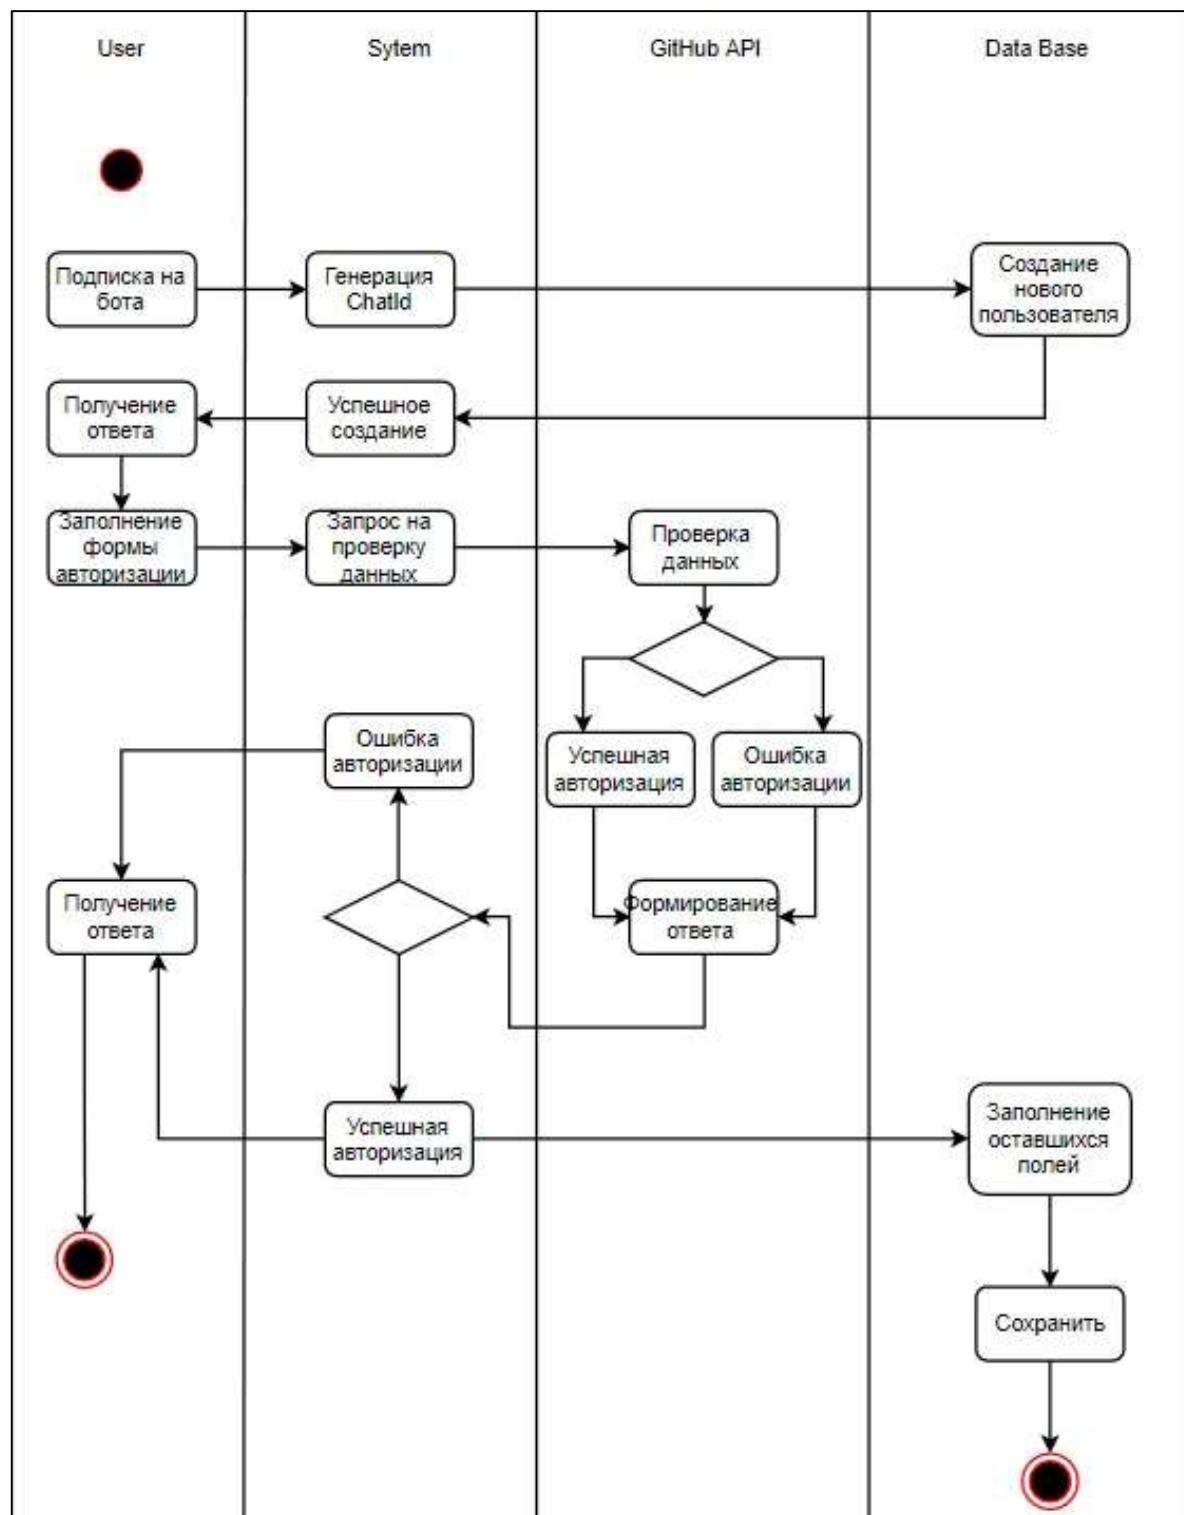 User
Sytem
GitHub API
Data Base
Подписка на
бота
Генерация
ChatId
Создание
нового
пользователя
Получение
ответа
Успешное
создание
Заполнение
формы
авторизации
Запрос на
проверку
данных
Проверка
данных
Ошибка
авторизации
Успешная
авторизация
Ошибка
авторизации
Получение
ответа
Формирование
ответа
Успешная
авторизация
Заполнение
оставшихся
полей
Сохранить